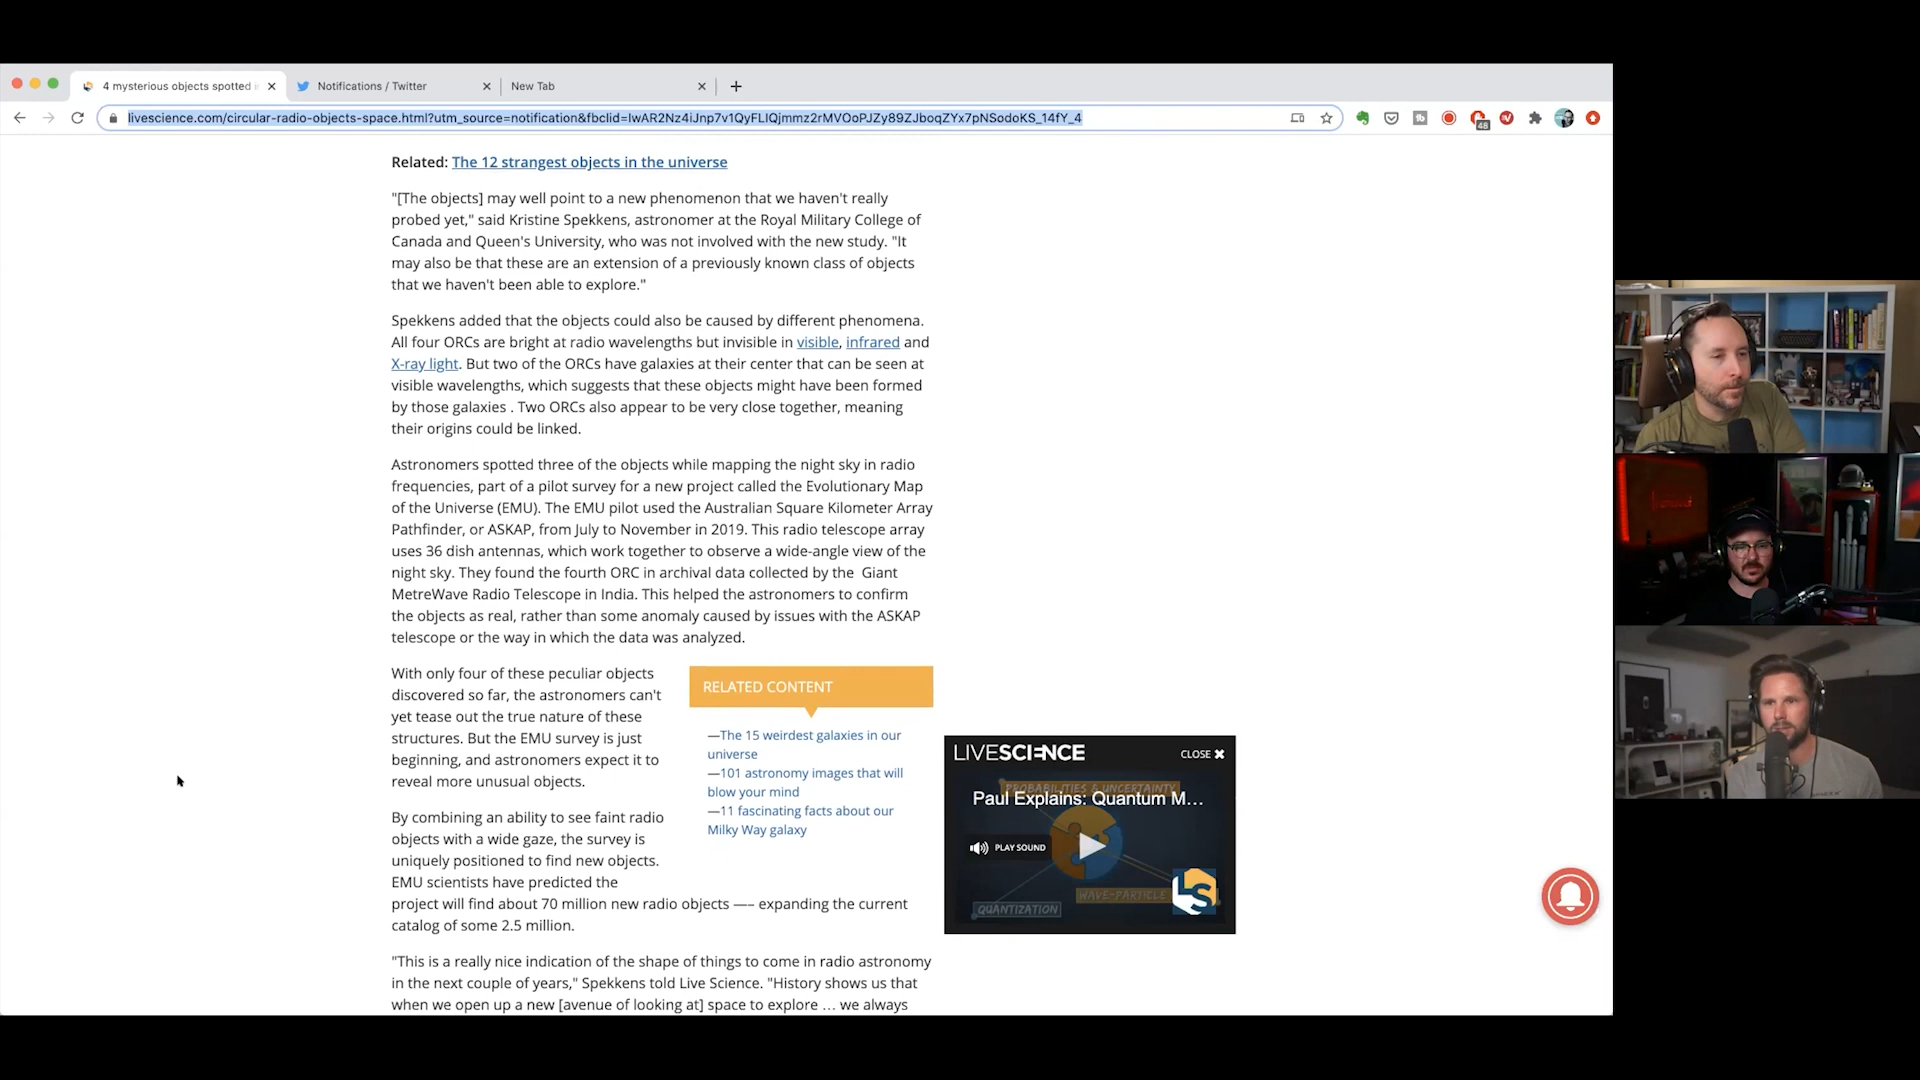 4 mysterious objects spotted i
Notifications / Twitter
New Tab
livescience.com/circular-radio-objects-space.html?utm_source=notification&fbclid=IwAR2Nz4iJnp7v1QyFLIQjmmz2rMVOoPJZy89ZJboqZYx7pNSodoKS_14fY_4
48
Related: The 12 strangest objects in the universe
"[The objects] may well point to a new phenomenon that we haven't really
probed yet," said Kristine Spekkens, astronomer at the Royal Military College of
Canada and Queen's University, who was not involved with the new study. "It
may also be that these are an extension of a previously known class of objects
that we haven't been able to explore."
Spekkens added that the objects could also be caused by different phenomena.
All four ORCs are bright at radio wavelengths but invisible in visible, infrared and
X-ray light. But two of the ORCs have galaxies at their center that can be seen at
visible wavelengths, which suggests that these objects might have been formed
by those galaxies . Two ORCs also appear to be very close together, meaning
their origins could be linked.
Astronomers spotted three of the objects while mapping the night sky in radio
frequencies, part of a pilot survey for a new project called the Evolutionary Map
of the Universe (EMU). The EMU pilot used the Australian Square Kilometer Array
Pathfinder, or ASKAP, from July to November in 2019. This radio telescope array
uses 36 dish antennas, which work together to observe a wide-angle view of the
night sky. They found the fourth ORC in archival data collected by the  Giant
MetreWave Radio Telescope in India. This helped the astronomers to confirm
the objects as real, rather than some anomaly caused by issues with the ASKAP
telescope or the way in which the data was analyzed.
With only four of these peculiar objects
discovered so far, the astronomers can't
yet tease out the true nature of these
structures. But the EMU survey is just
beginning, and astronomers expect it to
reveal more unusual objects.
By combining an ability to see faint radio
objects with a wide gaze, the survey is
uniquely positioned to find new objects.
EMU scientists have predicted the
project will find about 70 million new radio objects —– expanding the current
catalog of some 2.5 million.
"This is a really nice indication of the shape of things to come in radio astronomy
in the next couple of years," Spekkens told Live Science. "History shows us that
when we open up a new [avenue of looking at] space to explore … we always
RELATED CONTENT
—The 15 weirdest galaxies in our
universe
—101 astronomy images that will
blow your mind
—11 fascinating facts about our
Milky Way galaxy
LIVESCIENCE
CLOSE
PROBABILITIES & UNCERTAINTY
Paul Explains: Quantum M...
PLAY SOUND
WAVE-PARTICLE
QUANTIZATION
LS